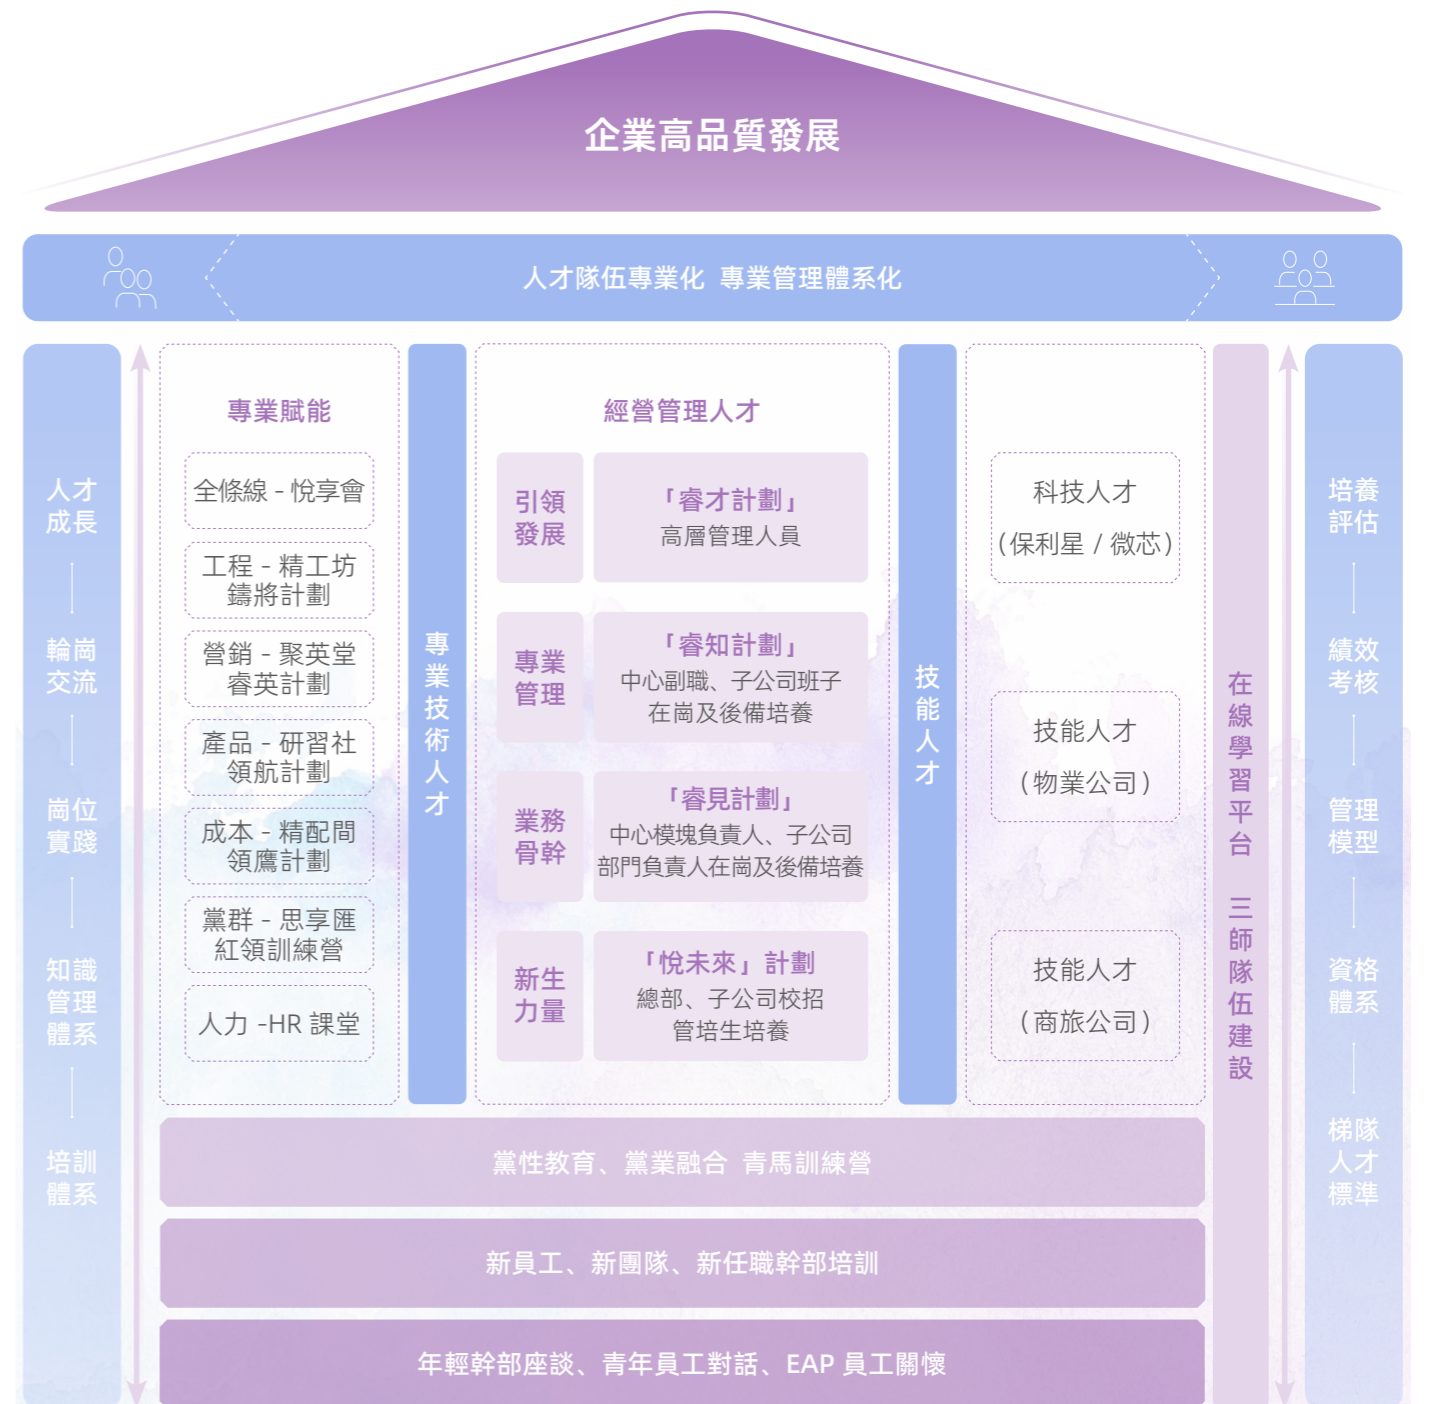 企業高品質發展
人才隊伍專業化 專業管理體系化
人才
成長
輪崗
交流
崗位
實踐
知識
管理
體系
培訓
體系
專業賦能
全條線 - 悅享會
工程 - 精工坊
鑄將計劃
營銷 - 聚英堂
睿英計劃
產品 - 研習社
領航計劃
成本 - 精配間
領鷹計劃
黨群 - 思享匯
紅領訓練營
人力 -HR 課堂
專業技術人才
經營管理人才
引領
發展
「睿才計劃」
高層管理人員
專業
管理
「睿知計劃」
中心副職、子公司班子
在崗及後備培養
業務
骨幹
「睿見計劃」
中心模塊負責人、子公司
部門負責人在崗及後備培養
新生
力量
「悅未來」計劃
總部、子公司校招
管培生培養
技能人才
科技人才
（保利星 / 微芯）
技能人才
（物業公司）
技能人才
（商旅公司）
在線學習平台 三師隊伍建設
培養
評估
績效
考核
管理
模型
資格
體系
梯隊
人才
標準
黨性教育、黨業融合 青馬訓練營
新員工、新團隊、新任職幹部培訓
年輕幹部座談、青年員工對話、EAP 員工關懷